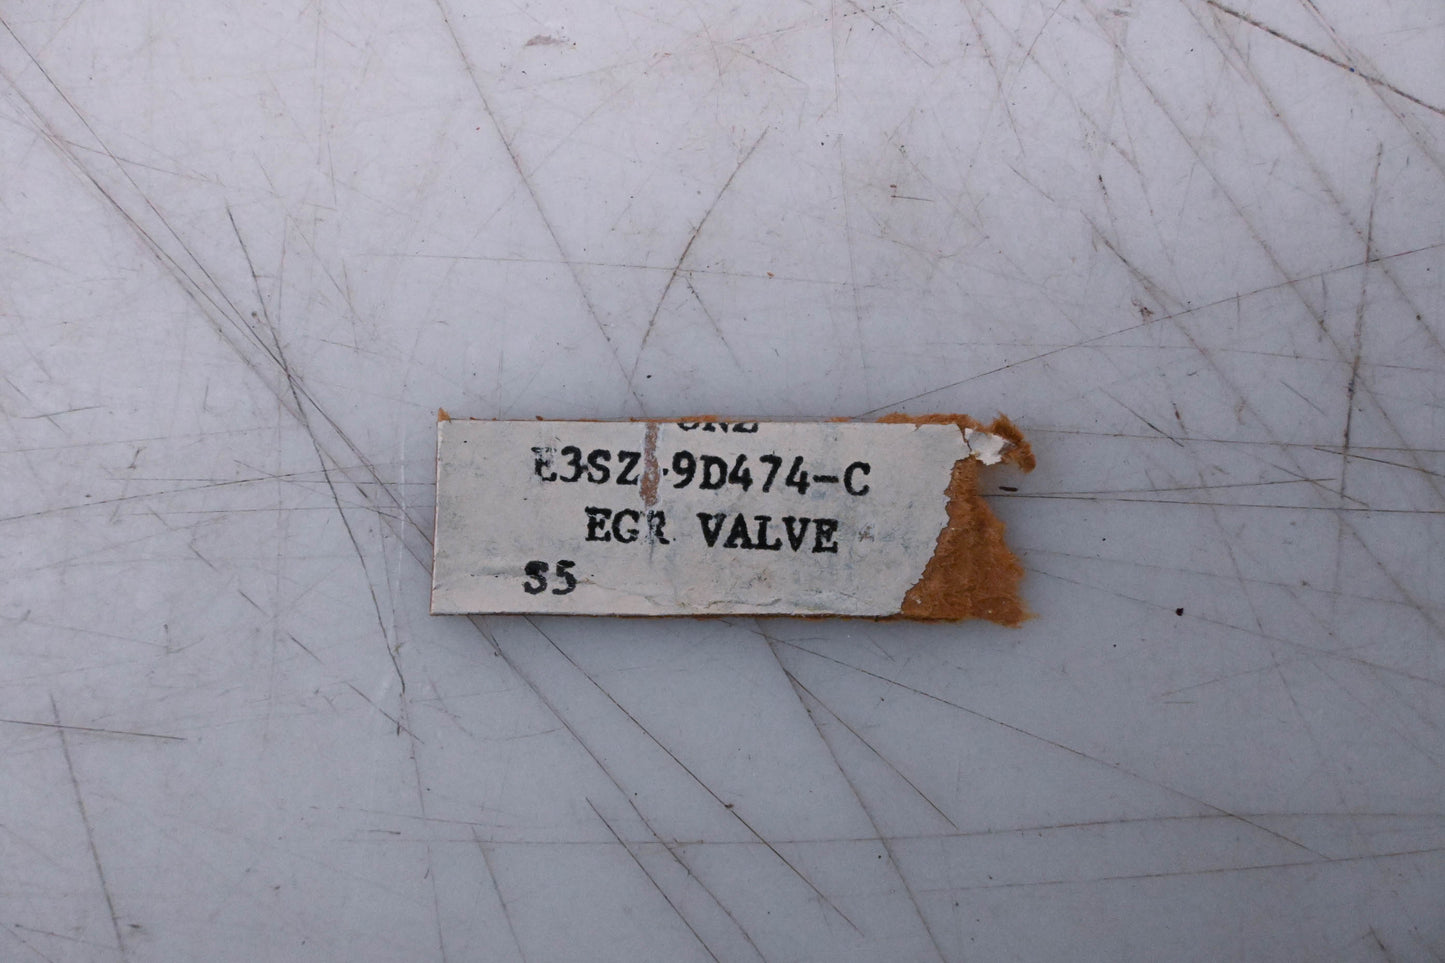 E3SZ-9D474-C
EGR VALVE
S5